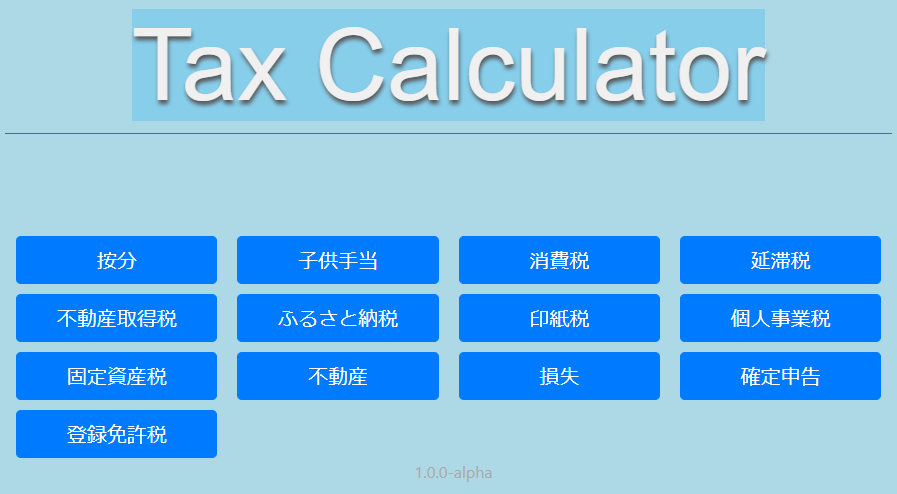 Tax Calculator
按分
子供手当
消費税
延滞税
不動産取得税
ふるさと納税
印紙税
個人事業税
固定資産税
不動産
損失
確定申告
登録免許税
1.0.0-alpha